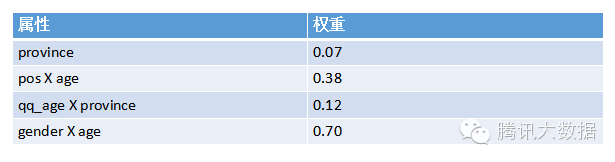 属性 权重
province 0.07
pos X age 0.38
qq_age X province 0.12
gender X age 0.70
腾讯大数据